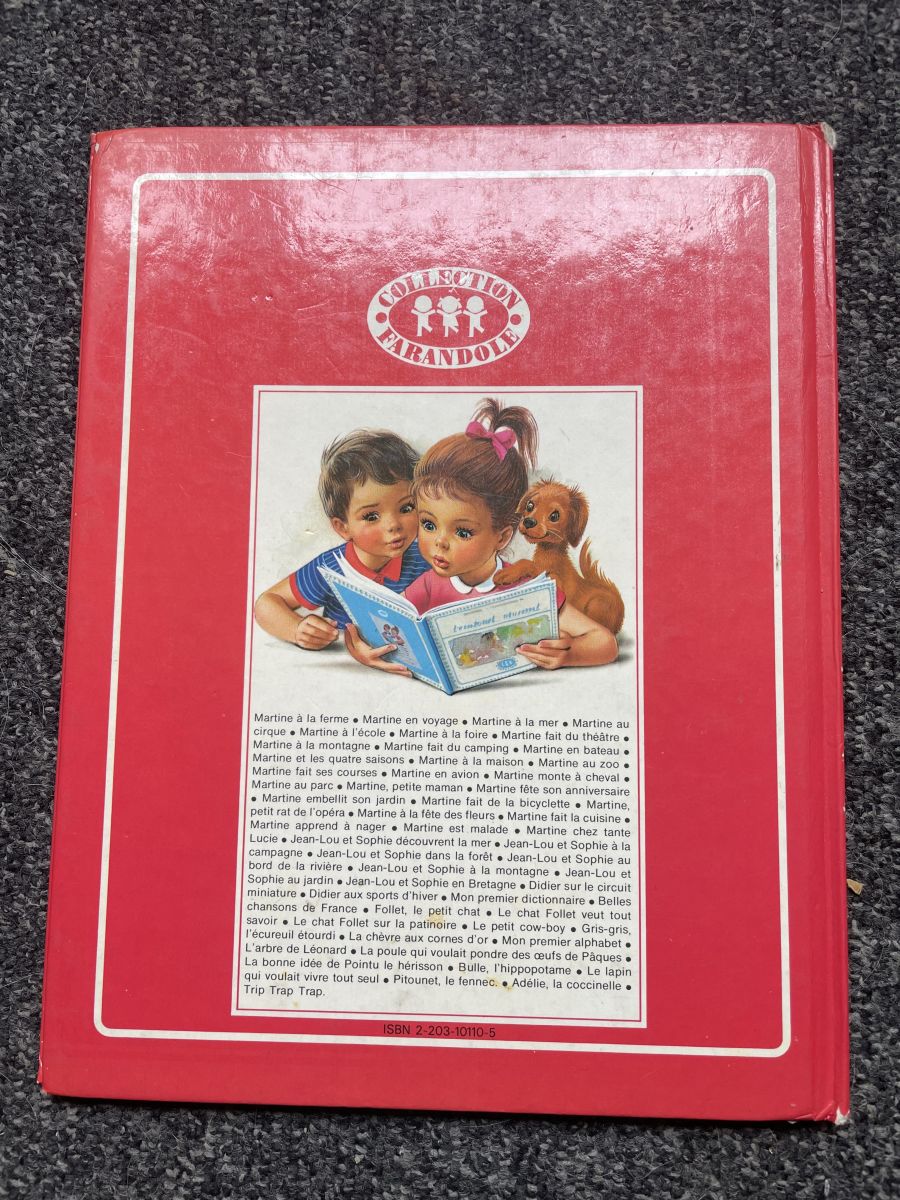 COLLECTION
FARANDOLE
Martine à la ferme • Martine en voyage • Martine à la mer • Martine au
cirque • Martine à l'école • Martine à la foire • Martine fait du théâtre •
Martine à la montagne • Martine fait du camping • Martine en bateau •
Martine et les quatre saisons • Martine à la maison • Martine au zoo •
Martine fait ses courses • Martine en avion • Martine monte à cheval •
Martine au parc • Martine, petite maman • Martine fête son anniversaire
• Martine embellit son jardin • Martine fait de la bicyclette • Martine,
petit rat de l'opéra • Martine à la fête des fleurs • Martine fait la cuisine •
Martine apprend à nager • Martine est malade • Martine chez tante
Lucie • Jean-Lou et Sophie découvrent la mer • Jean-Lou et Sophie à la
campagne • Jean-Lou et Sophie dans la forêt • Jean-Lou et Sophie au
bord de la rivière • Jean-Lou et Sophie à la montagne • Jean-Lou et
Sophie au jardin • Jean-Lou et Sophie en Bretagne • Didier sur le circuit
miniature • Didier aux sports d'hiver • Mon premier dictionnaire • Belles
chansons de France • Follet, le petit chat • Le chat Follet veut tout
savoir • Le chat Follet sur la patinoire • Le petit cow-boy • Gris-gris,
l'écureuil étourdi • La chèvre aux cornes d'or • Mon premier alphabet •
L'arbre de Léonard • La poule qui voulait pondre des œufs de Pâques •
La bonne idée de Pointu le hérisson • Bulle, l'hippopotame • Le lapin
qui voulait vivre tout seul • Pitounet, le fennec. • Adélie, la coccinelle •
Trip Trap Trap.
ISBN 2-203-10110-5